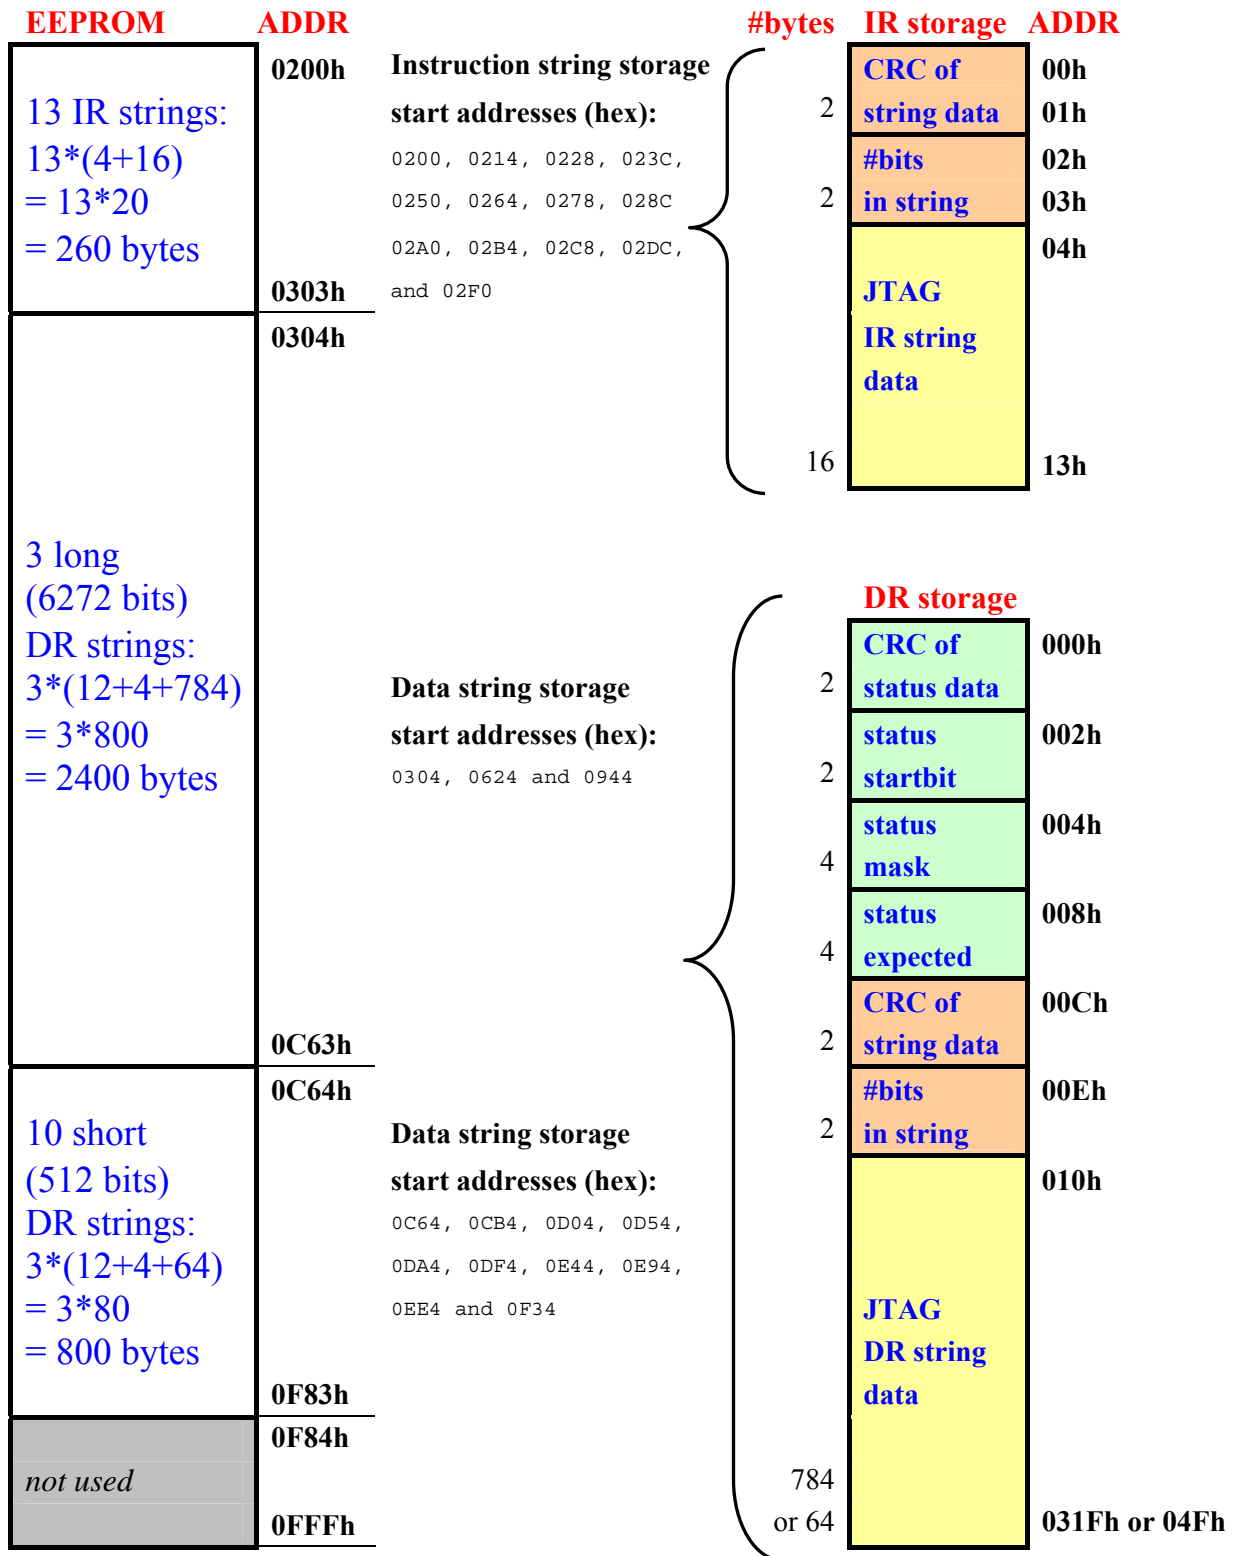 EEPROM ADDR #bytes IR storage ADDR
0200h
13 IR strings:
13*(4+16)
= 13*20
= 260 bytes
0303h
Instruction string storage
start addresses (hex):
0200, 0214, 0228, 023C,
0250, 0264, 0278, 028C
02A0, 02B4, 02C8, 02DC,
and 02F0
CRC of 00h
2 string data 01h
#bits 02h
2 in string 03h
04h
JTAG
IR string
data
16 13h
0304h
3 long
(6272 bits)
DR strings:
3*(12+4+784)
= 3*800
= 2400 bytes
0C63h
Data string storage
start addresses (hex):
0304, 0624 and 0944
DR storage
CRC of 000h
2 status data
status 002h
2 startbit
status 004h
4 mask
status 008h
4 expected
CRC of 00Ch
2 string data
#bits 00Eh
2 in string
010h
JTAG
DR string
data
784
or 64 031Fh or 04Fh
0C64h
10 short
(512 bits)
DR strings:
3*(12+4+64)
= 3*80
= 800 bytes
0F83h
Data string storage
start addresses (hex):
0C64, 0CB4, 0D04, 0D54,
0DA4, 0DF4, 0E44, 0E94,
0EE4 and 0F34
0F84h
not used
0FFFh